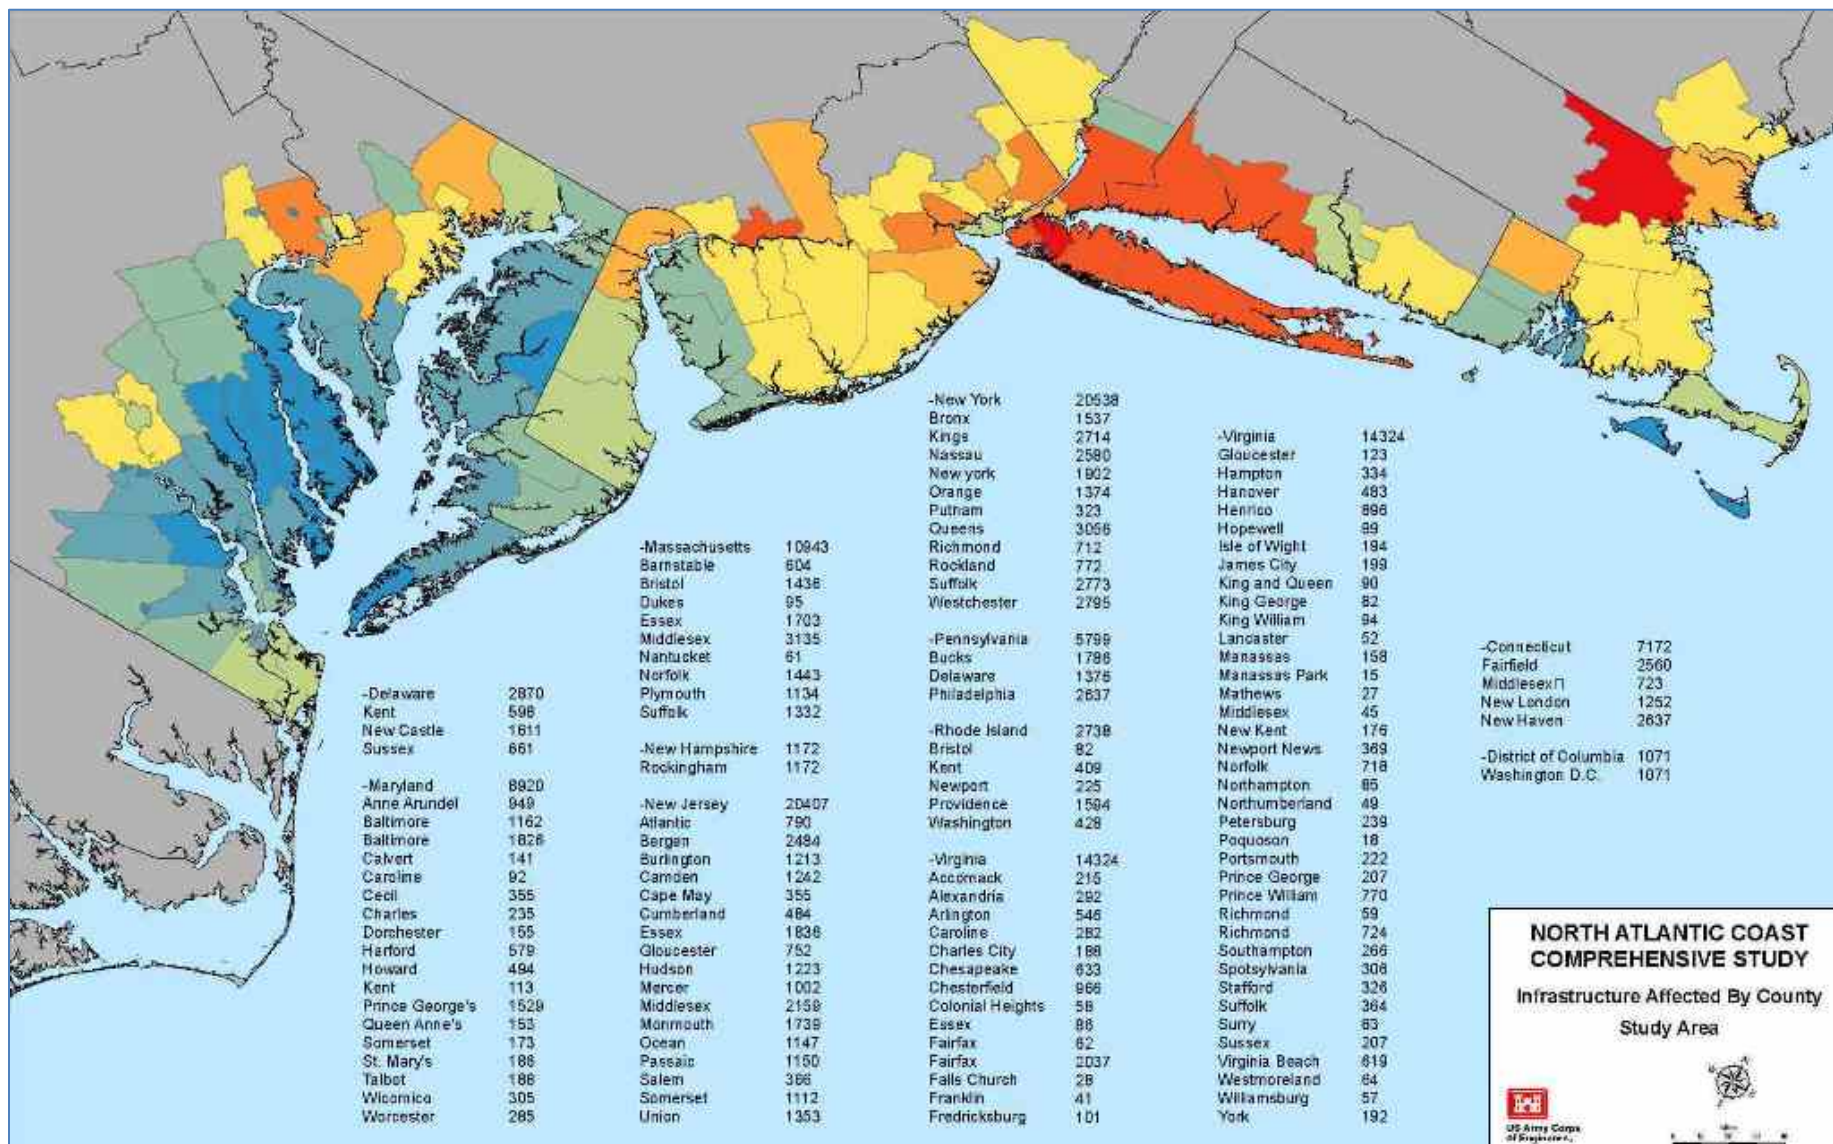 -New York 20538
Bronx 1537
Kings 2714
Nassau 2580
New york 1902
Orange 1374
Putnam 323
Queens 3056
Richmond 712
Rockland 772
Suffolk 2773
Westchester 2795
-Pennsylvania 5799
Bucks 1786
Delaware 1376
Philadelphia 2637
-Rhode Island 2738
Bristol 82
Kent 409
Newport 225
Providence 1594
Washington 428
-Virginia 14324
Accomack 215
Alexandria 292
Arlington 546
Caroline 282
Charles City 188
Chesapeake 633
Chesterfield 966
Colonial Heights 58
Essex 86
Fairfax 62
Fairfax 2037
Falls Church 28
Franklin 41
Fredricksburg 101
-Virginia 14324
Gloucester 123
Hampton 334
Hanover 483
Henrico 896
Hopewell 99
Isle of Wight 194
James City 199
King and Queen 90
King George 82
King William 94
Lancaster 52
Manassas 158
Manassas Park 15
Mathews 27
Middlesex 45
New Kent 176
Newport News 369
Norfolk 718
Northampton 85
Northumberland 49
Petersburg 239
Poquoson 18
Portsmouth 222
Prince George 207
Prince William 770
Richmond 59
Richmond 724
Southampton 266
Spotsylvania 306
Stafford 326
Suffolk 364
Surry 63
Sussex 207
Virginia Beach 619
Westmoreland 64
Williamsburg 57
York 192
-Massachusetts 10943
Barnstable 604
Bristol 1436
Dukes 95
Essex 1703
Middlesex 3135
Nantucket 61
Norfolk 1443
Plymouth 1134
Suffolk 1332
-New Hampshire 1172
Rockingham 1172
-New Jersey 20407
Atlantic 790
Bergen 2484
Burlington 1213
Camden 1242
Cape May 355
Cumberland 484
Essex 1836
Gloucester 752
Hudson 1223
Mercer 1002
Middlesex 2159
Monmouth 1739
Ocean 1147
Passaic 1150
Salem 366
Somerset 1112
Union 1353
-Delaware 2870
Kent 598
New Castle 1611
Sussex 661
-Maryland 8920
Anne Arundel 949
Baltimore 1162
Baltimore 1826
Calvert 141
Caroline 92
Cecil 355
Charles 235
Dorchester 155
Harford 579
Howard 494
Kent 113
Prince George's 1529
Queen Anne's 153
Somerset 173
St. Mary's 186
Talbot 188
Wicomico 305
Worcester 285
-Connecticut 7172
Fairfield 2560
Middlesex 723
New London 1252
New Haven 2637
-District of Columbia 1071
Washington D.C. 1071
NORTH ATLANTIC COAST
COMPREHENSIVE STUDY
Infrastructure Affected By County
Study Area
US Army Corps
of Engineers